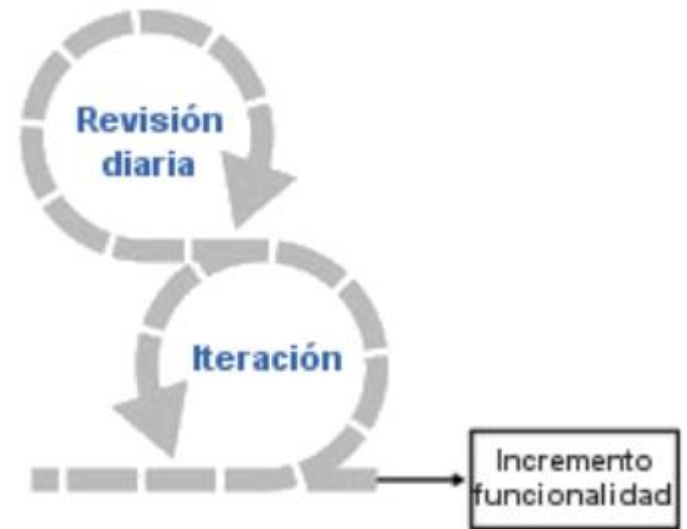 Revisión
diaria
Iteración
Incremento
funcionalidad